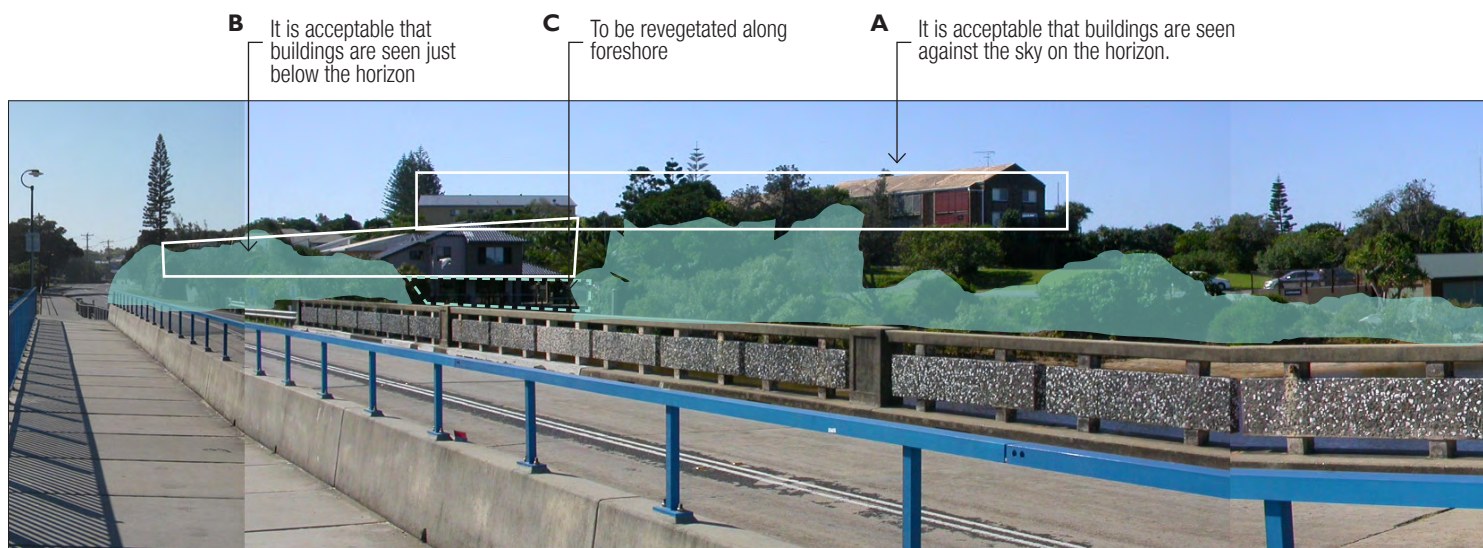 B
It is acceptable that
buildings are seen just
below the horizon
C
To be revegetated along
foreshore
A
It is acceptable that buildings are seen
against the sky on the horizon.